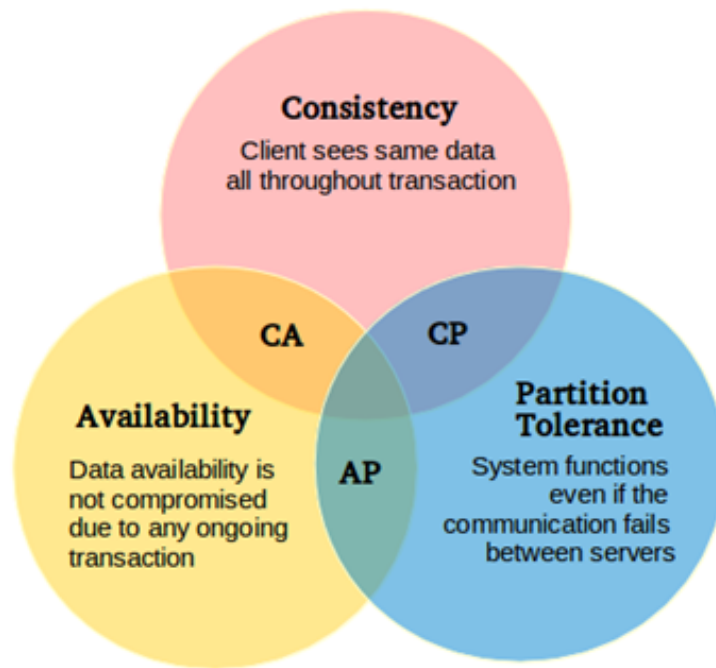 Consistency
Client sees same data
all throughout transaction
CA
CP
Availability
Data availability is
not compromised
due to any ongoing
transaction
AP
Partition
Tolerance
System functions
even if the
communication fails
between servers